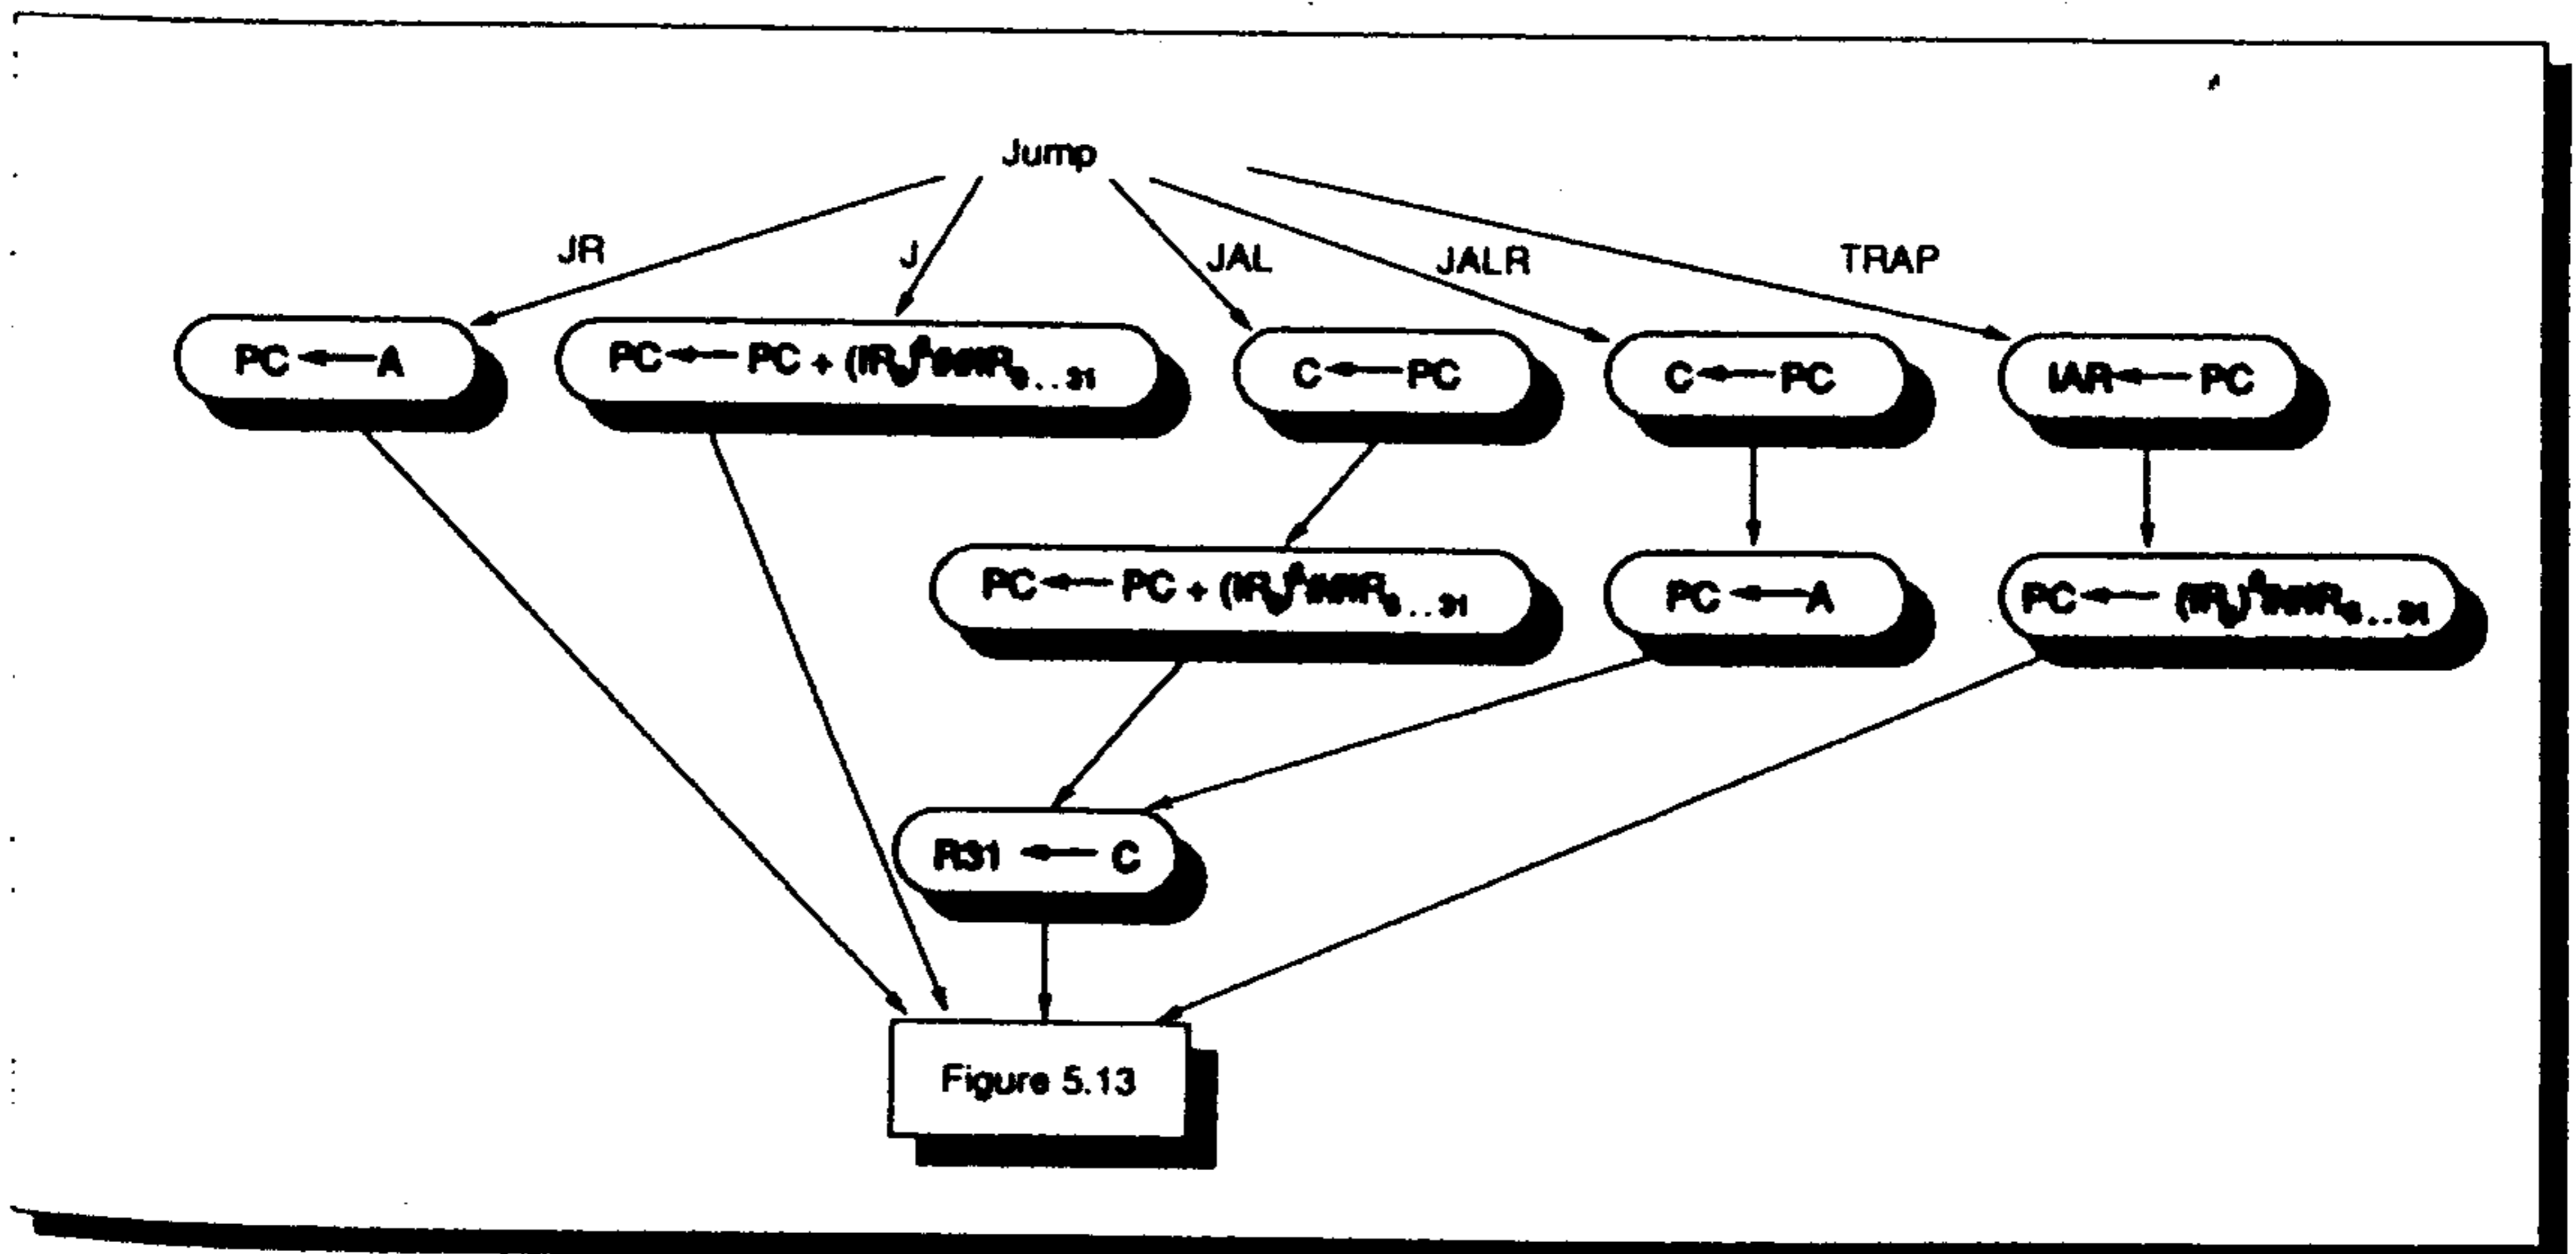 Jump
JR J JAL JALR TRAP
PC ← A
PC ← PC + (IR
C ← PC
C ← PC
IAR ← PC
PC ← PC + (IR
PC ← A
PC ← (IR
R31 ← C
Figure 5.13